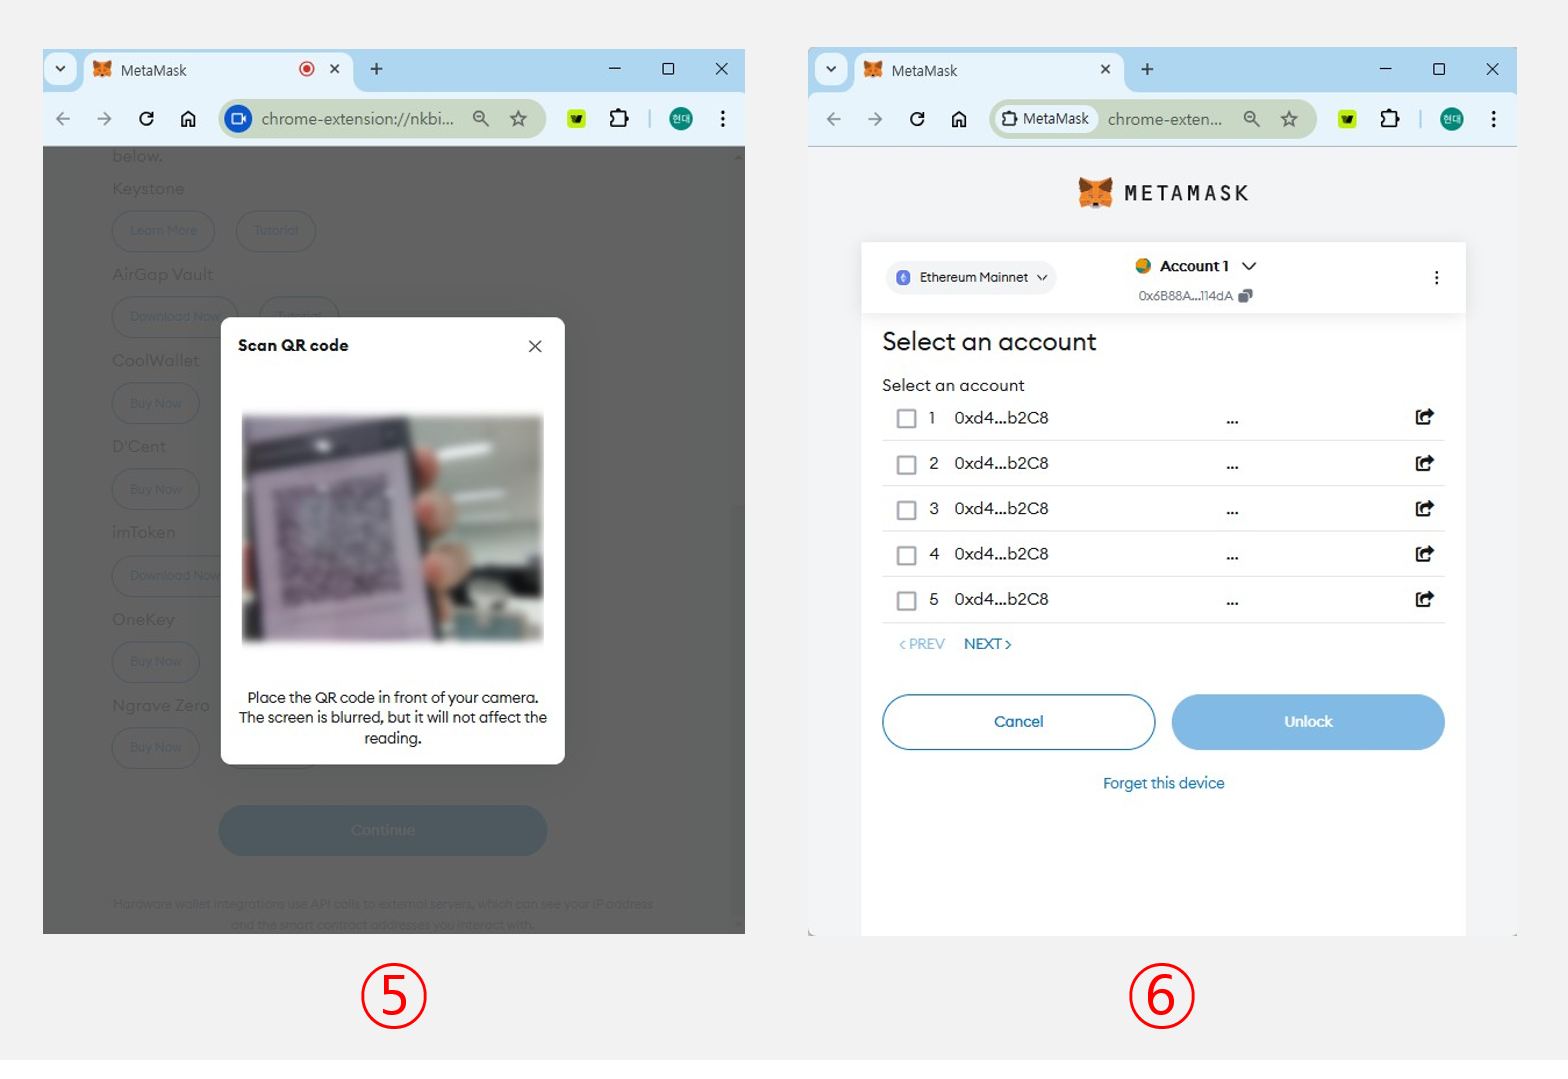 MetaMask
chrome-extension://nkbi...
현대
below.
Keystone
Learn More
Tutorial
AirGap Vault
Download Now
Tutorial
CoolWallet
Buy Now
D'Cent
Buy Now
imToken
Download Now
OneKey
Buy Now
Ngrave Zero
Buy Now
Scan QR code
Place the QR code in front of your camera.
The screen is blurred, but it will not affect the
reading.
Continue
Hardware wallet integrations use API calls to external servers, which can see your IP address
and the smart contract addresses you interact with.
⑤
MetaMask
MetaMask chrome-exten...
현대
METAMASK
Ethereum Mainnet
Account 1
0x6B88A...114dA
Select an account
Select an account
1 0xd4...b2C8 ...
2 0xd4...b2C8 ...
3 0xd4...b2C8 ...
4 0xd4...b2C8 ...
5 0xd4...b2C8 ...
< PREV NEXT >
Cancel
Unlock
Forget this device
⑥